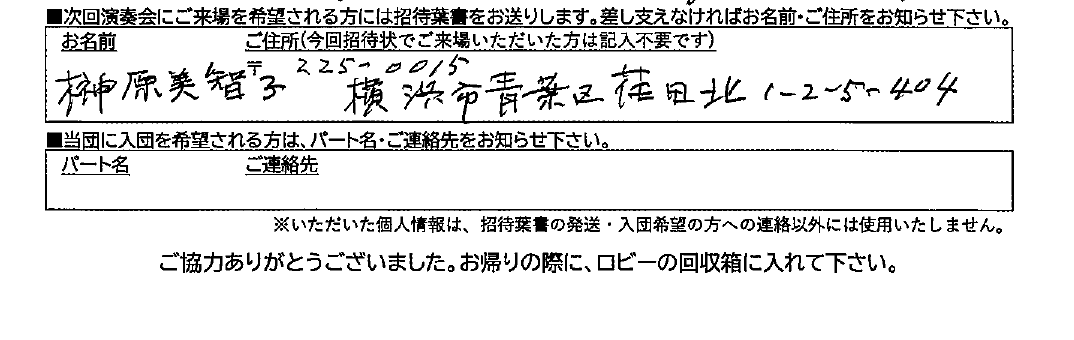 ■次回演奏会にご来場を希望される方には招待葉書をお送りします。差し支えなければお名前・ご住所をお知らせ下さい。
お名前 ご住所(今回招待状でご来場いただいた方は記入不要です)
榊原美智子 〒225-0015 横浜市青葉区荏田北1-2-5-404
■当団に入団を希望される方は、パート名・ご連絡先をお知らせ下さい。
パート名 ご連絡先
※いただいた個人情報は、招待葉書の発送・入団希望の方への連絡以外には使用いたしません。
ご協力ありがとうございました。お帰りの際に、ロビーの回収箱に入れて下さい。